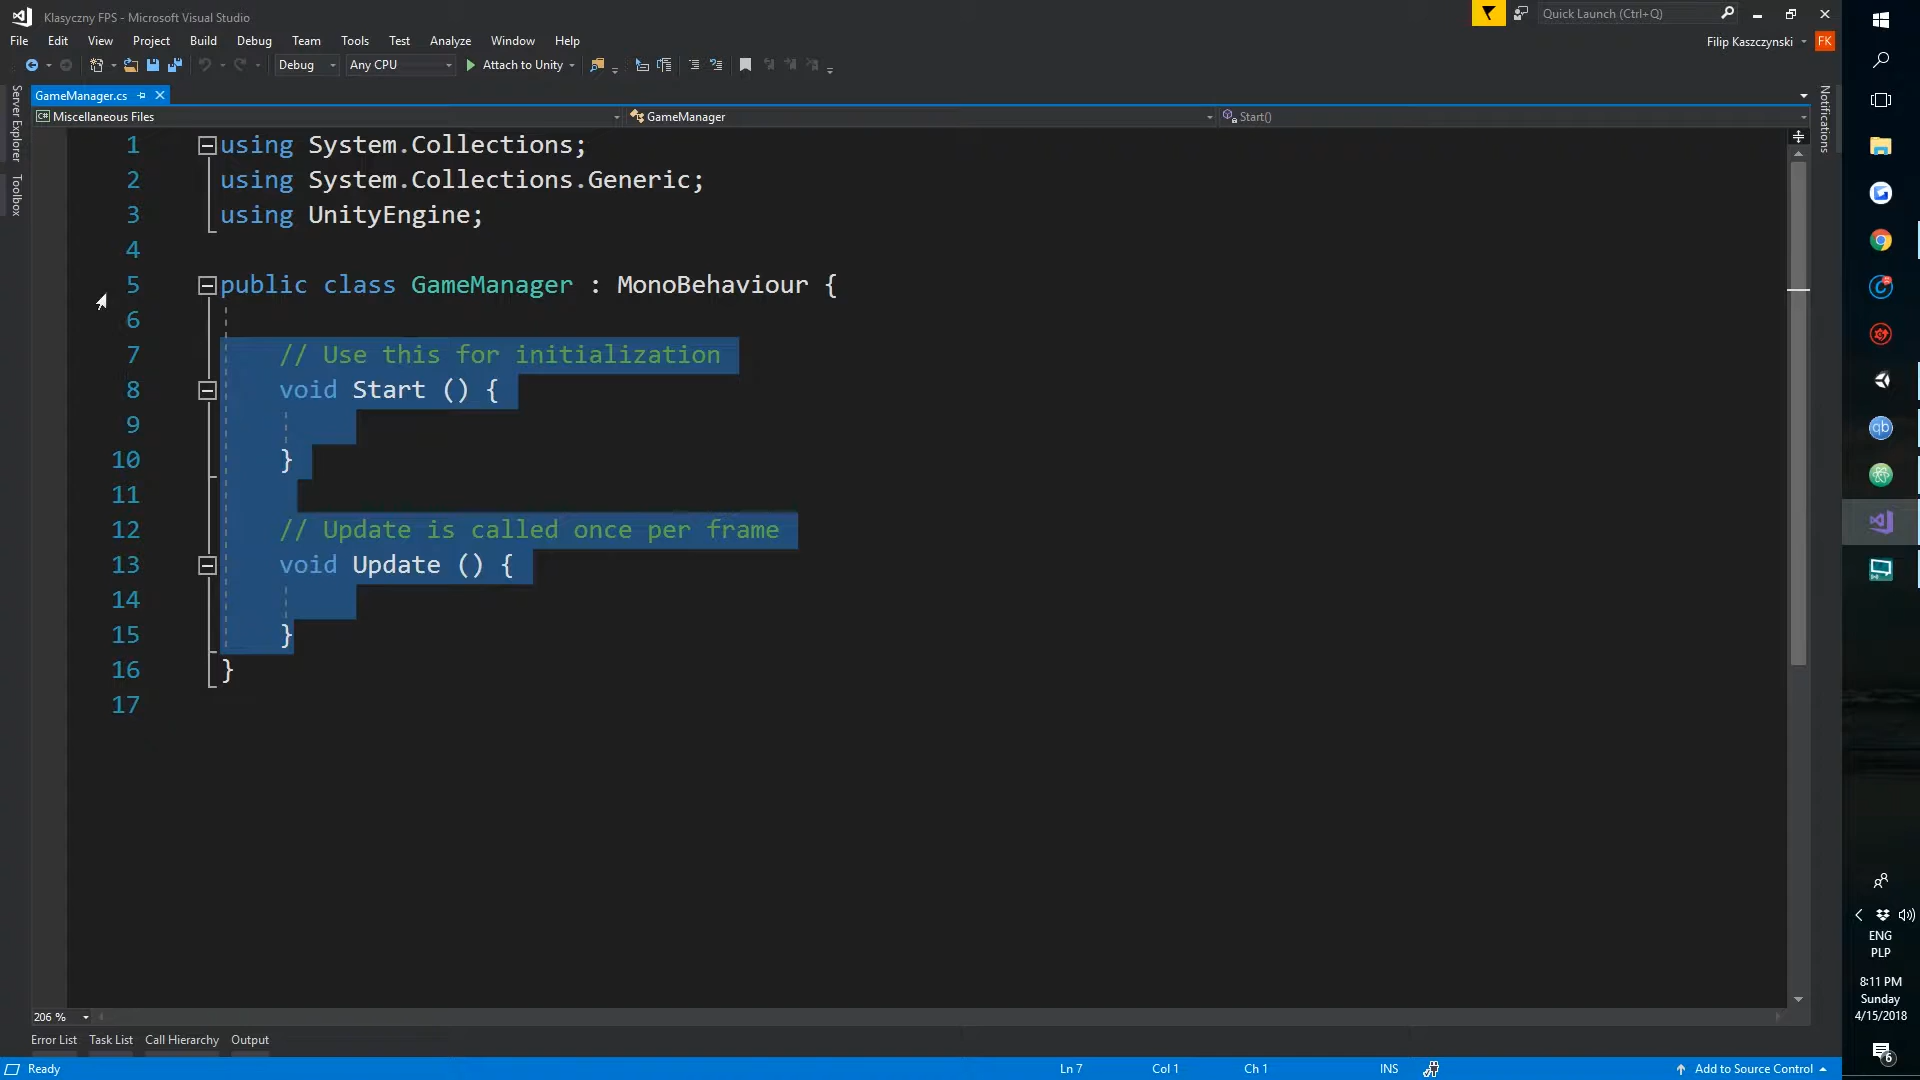 Klasyczny FPS - Microsoft Visual Studio
Quick Launch (Ctrl+Q)
File Edit View Project Build Debug Team Tools Test Analyze Window Help
Filip Kaszczynski FK
Debug Any CPU Attach to Unity
Server Explorer
Toolbox
Notifications
GameManager.cs
C# Miscellaneous Files GameManager Start()
1 using System.Collections;
2 using System.Collections.Generic;
3 using UnityEngine;
4
5 public class GameManager : MonoBehaviour {
6
7 // Use this for initialization
8 void Start () {
9
10 }
11
12 // Update is called once per frame
13 void Update () {
14
15 }
16 }
17
206 %
Error List Task List Call Hierarchy Output
Ready Ln 7 Col 1 Ch 1 INS Add to Source Control
qb
ENG
PLP
8:11 PM
Sunday
4/15/2018
6